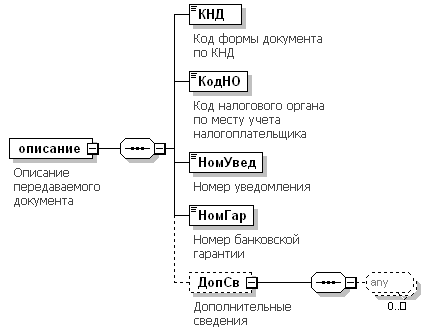 КНД
Код формы документа
по КНД
КодНО
Код налогового органа
по месту учета
налогоплательщика
описание
Описание
передаваемого
документа
НомУвед
Номер уведомления
НомГар
Номер банковской
гарантии
ДопСв
Дополнительные
сведения
any
0..